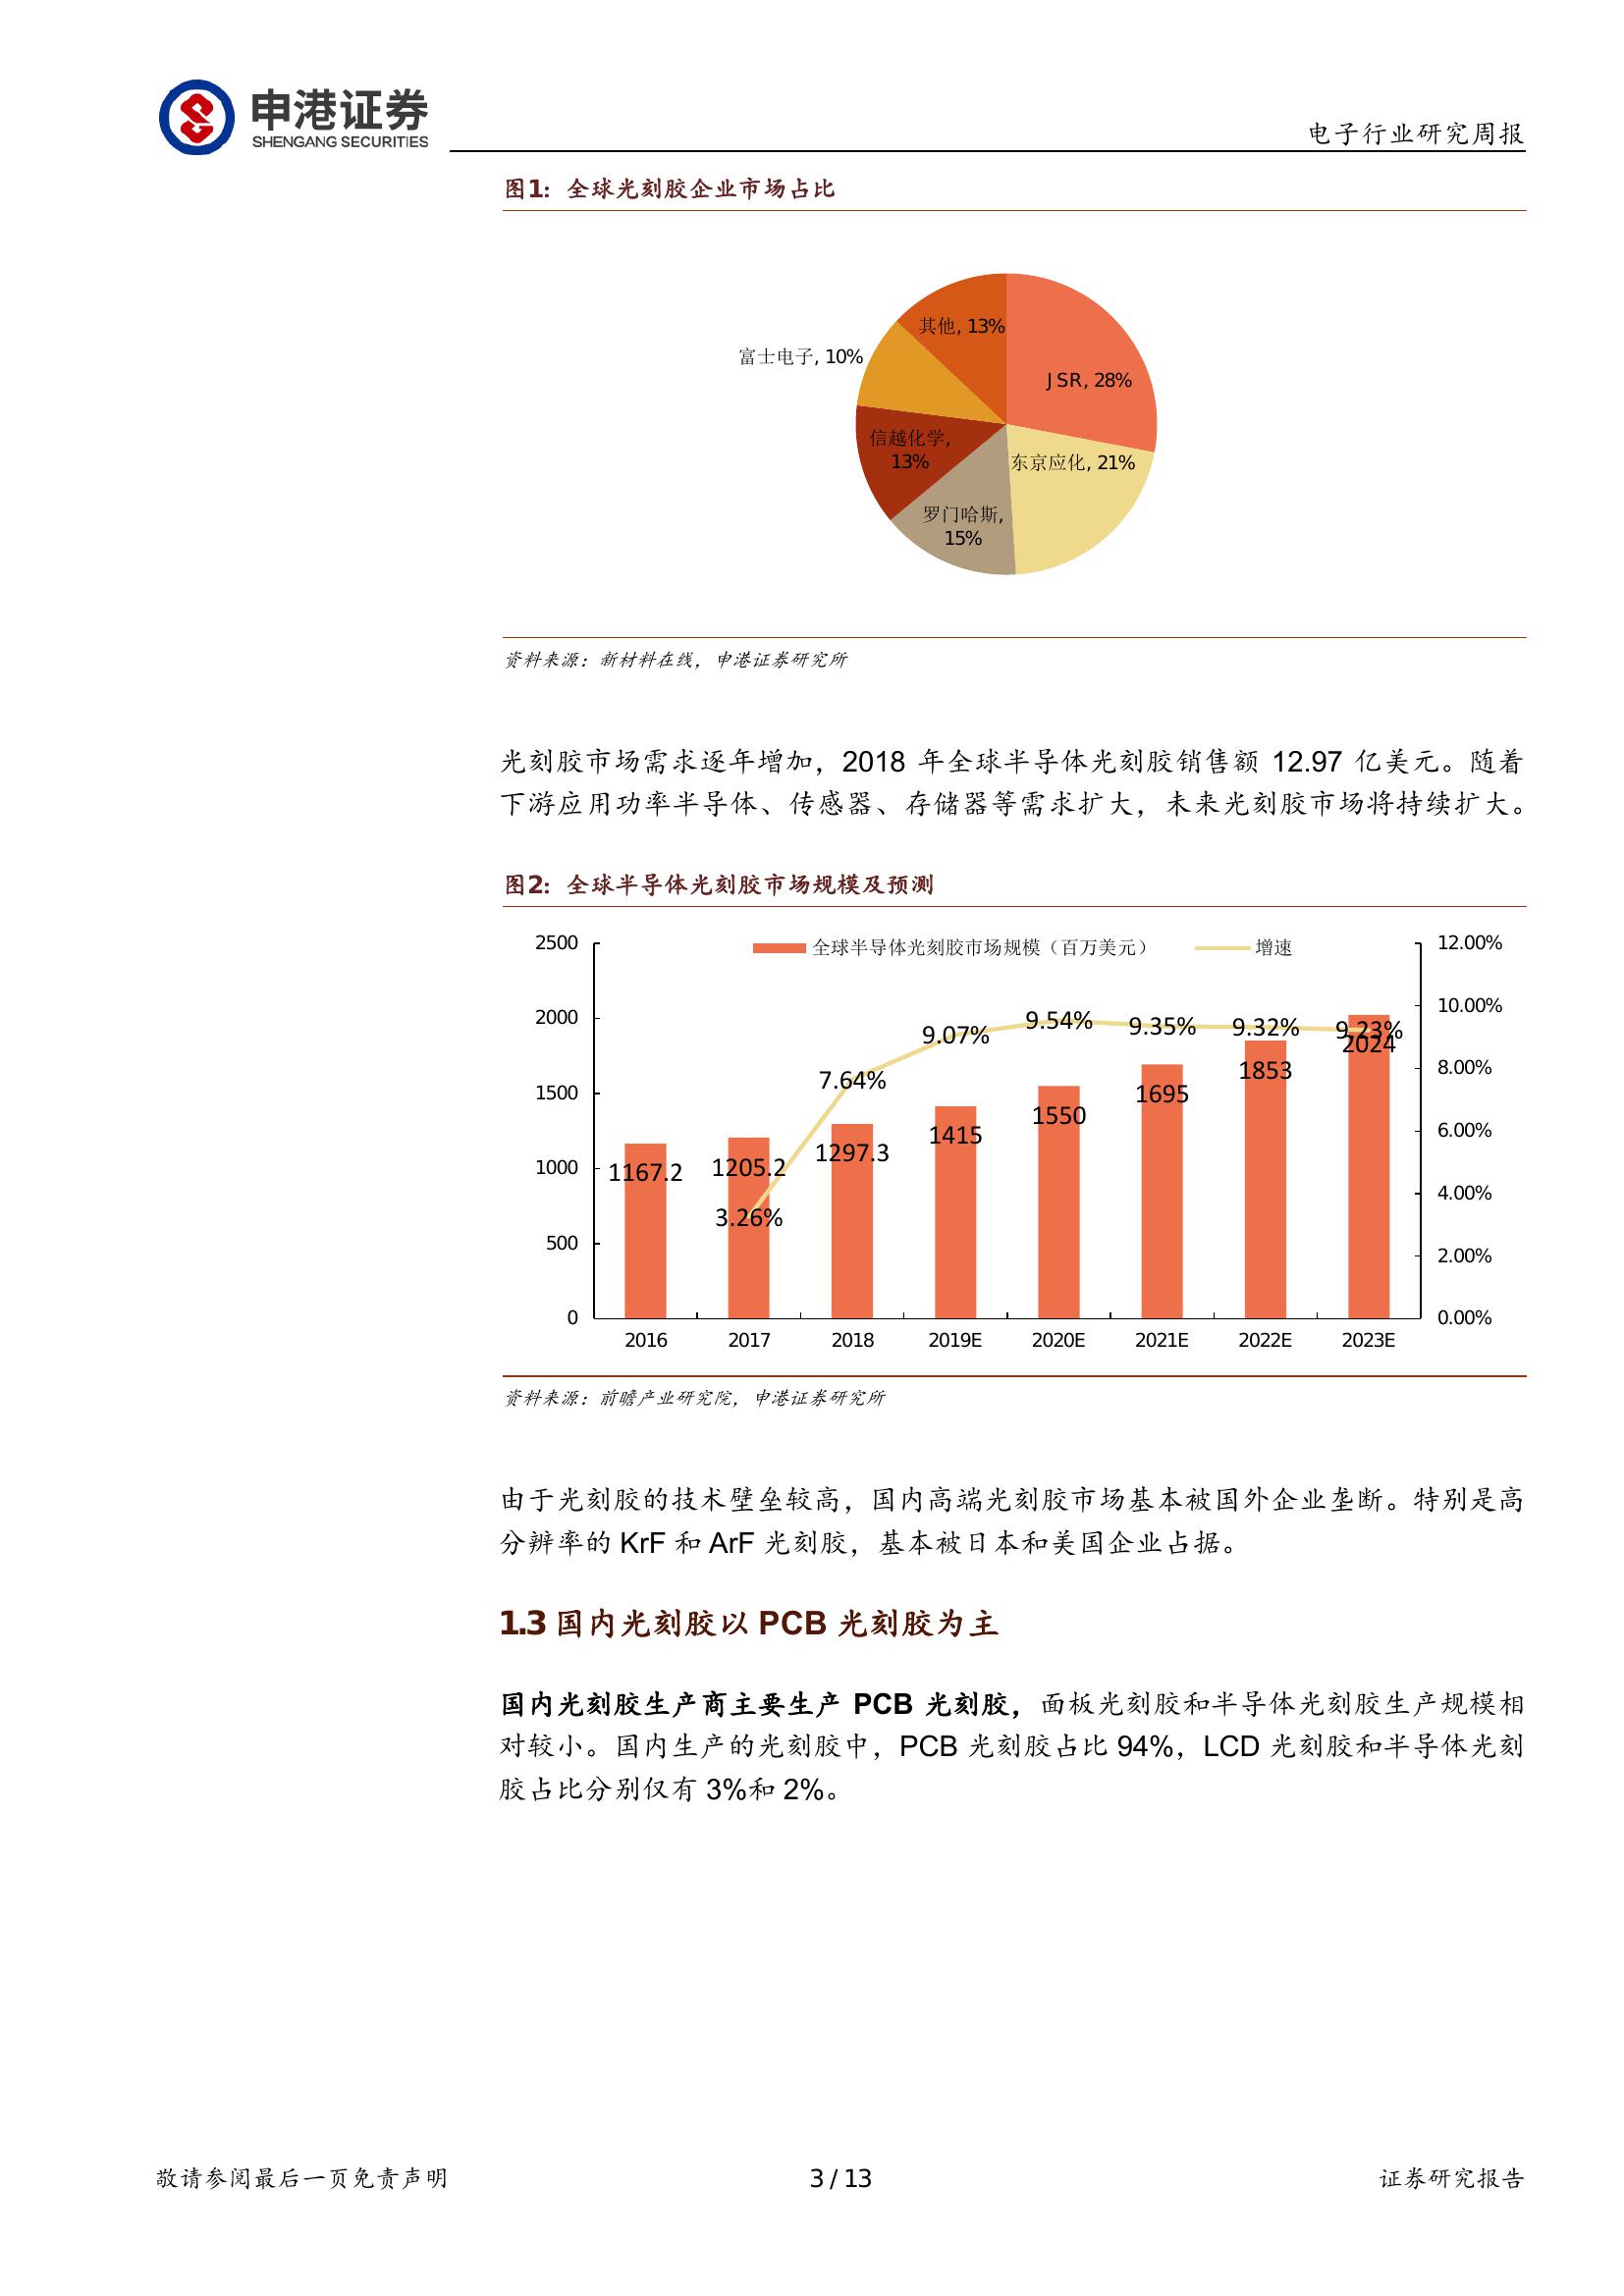 申港证券
SHENGANG SECURITIES
电子行业研究周报
图1：全球光刻胶企业市场占比
其他, 13%
富士电子, 10%
JSR, 28%
信越化学,
13%
东京应化, 21%
罗门哈斯,
15%
资料来源：新材料在线，申港证券研究所
光刻胶市场需求逐年增加，2018 年全球半导体光刻胶销售额 12.97 亿美元。随着
下游应用功率半导体、传感器、存储器等需求扩大，未来光刻胶市场将持续扩大。
图2：全球半导体光刻胶市场规模及预测
全球半导体光刻胶市场规模（百万美元） 增速
2500
2000
1500
1000
500
0
12.00%
10.00%
8.00%
6.00%
4.00%
2.00%
0.00%
3.26%
7.64%
9.07%
9.54%
9.35%
9.32%
9.23%
1167.2
1205.2
1297.3
1415
1550
1695
1853
2024
2016 2017 2018 2019E 2020E 2021E 2022E 2023E
资料来源：前瞻产业研究院，申港证券研究所
由于光刻胶的技术壁垒较高，国内高端光刻胶市场基本被国外企业垄断。特别是高
分辨率的 KrF 和 ArF 光刻胶，基本被日本和美国企业占据。
1.3 国内光刻胶以 PCB 光刻胶为主
国内光刻胶生产商主要生产 PCB 光刻胶，面板光刻胶和半导体光刻胶生产规模相
对较小。国内生产的光刻胶中，PCB 光刻胶占比 94%，LCD 光刻胶和半导体光刻
胶占比分别仅有 3%和 2%。
敬请参阅最后一页免责声明
3 / 13
证券研究报告